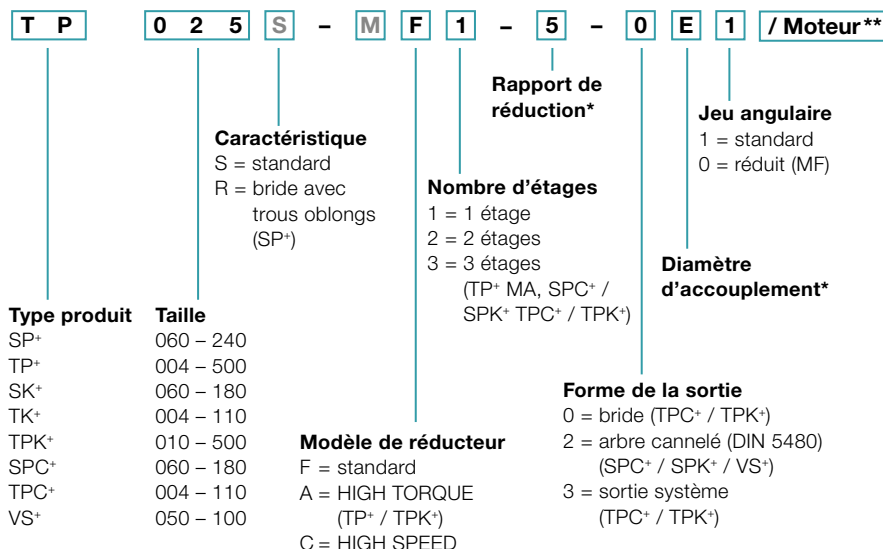 T P 0 2 5 S – M F 1 – 5 – 0 E 1 / Moteur**
Rapport de
réduction*
Jeu angulaire
1 = standard
0 = réduit (MF)
Caractéristique
S = standard
R = bride avec
trous oblongs
(SP+)
Nombre d'étages
1 = 1 étage
2 = 2 étages
3 = 3 étages
(TP+ MA, SPC+ /
SPK+ TPC+ / TPK+)
Diamètre
d'accouplement*
Type produit Taille
SP+ 060 – 240
TP+ 004 – 500
SK+ 060 – 180
TK+ 004 – 110
TPK+ 010 – 500
SPC+ 060 – 180
TPC+ 004 – 110
VS+ 050 – 100
Modèle de réducteur
F = standard
A = HIGH TORQUE
(TP+ / TPK+)
C = HIGH SPEED
Forme de la sortie
0 = bride (TPC+ / TPK+)
2 = arbre cannelé (DIN 5480)
(SPC+ / SPK+ / VS+)
3 = sortie système
(TPC+ / TPK+)